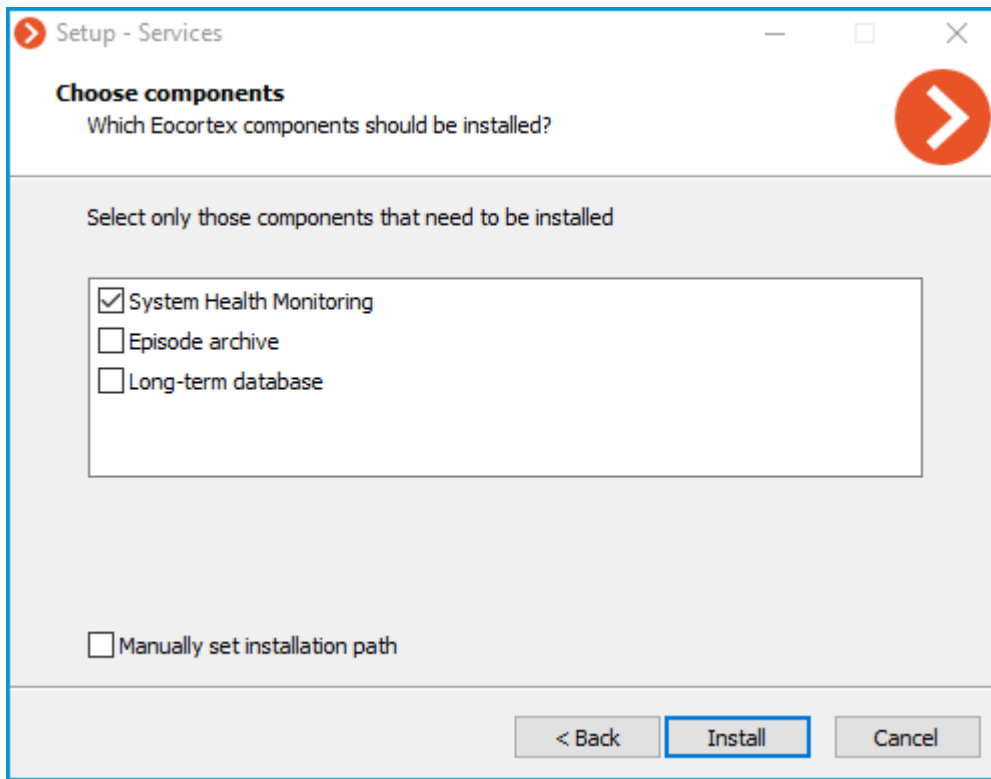 Setup - Services
Choose components
Which Eocortex components should be installed?
Select only those components that need to be installed
System Health Monitoring
Episode archive
Long-term database
Manually set installation path
< Back Install Cancel